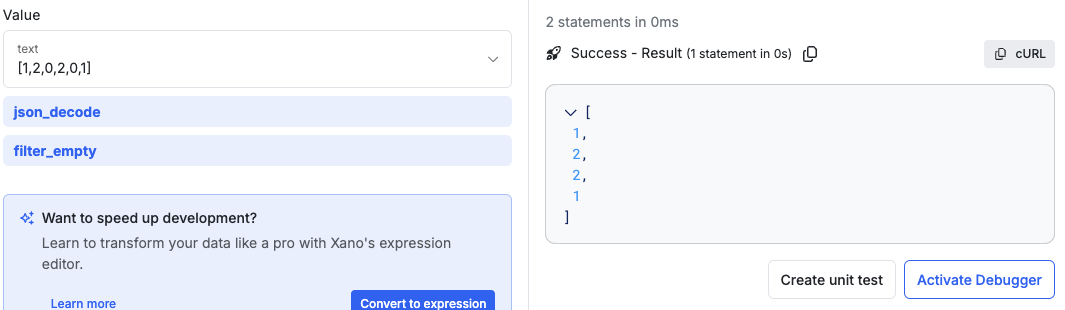 Value
text
[1,2,0,2,0,1]
json_decode
filter_empty
Want to speed up development?
Learn to transform your data like a pro with Xano's expression
editor.
Learn more
Convert to expression
2 statements in 0ms
Success - Result (1 statement in 0s)
cURL
[
1,
2,
2,
1
]
Create unit test
Activate Debugger